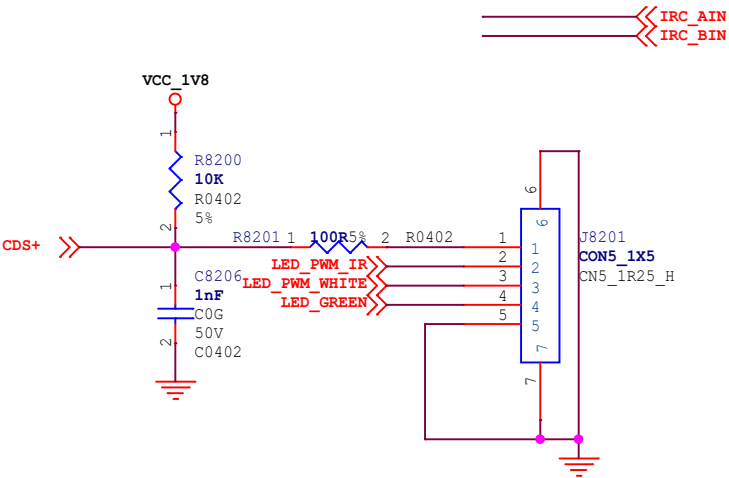 IRC_AIN
IRC_BIN
VCC_1V8
1
R8200
10K
R0402
5%
2
CDS+
R8201 1 100R 5% 2 R0402
1
2
3
4
5
LED_PWM_IR
LED_PWM_WHITE
LED_GREEN
6
6
1
2
3
4
5
7
7
J8201
CON5_1X5
CN5_1R25_H
1
C8206
1nF
C0G
50V
2
C0402